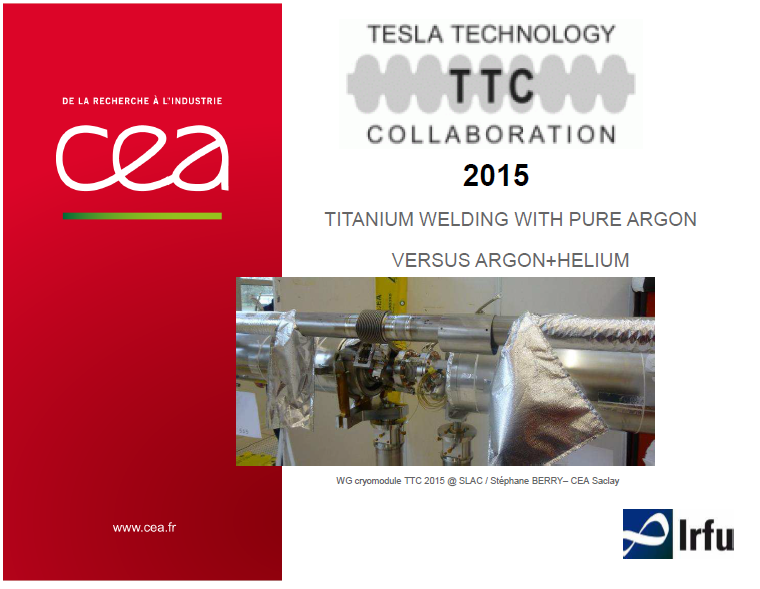 DE LA RECHERCHE À L'INDUSTRIE
cea
www.cea.fr
TESLA TECHNOLOGY
TTC
COLLABORATION
2015
TITANIUM WELDING WITH PURE ARGON
VERSUS ARGON+HELIUM
WG cryomodule TTC 2015 @ SLAC / Stéphane BERRY– CEA Saclay
Irfu